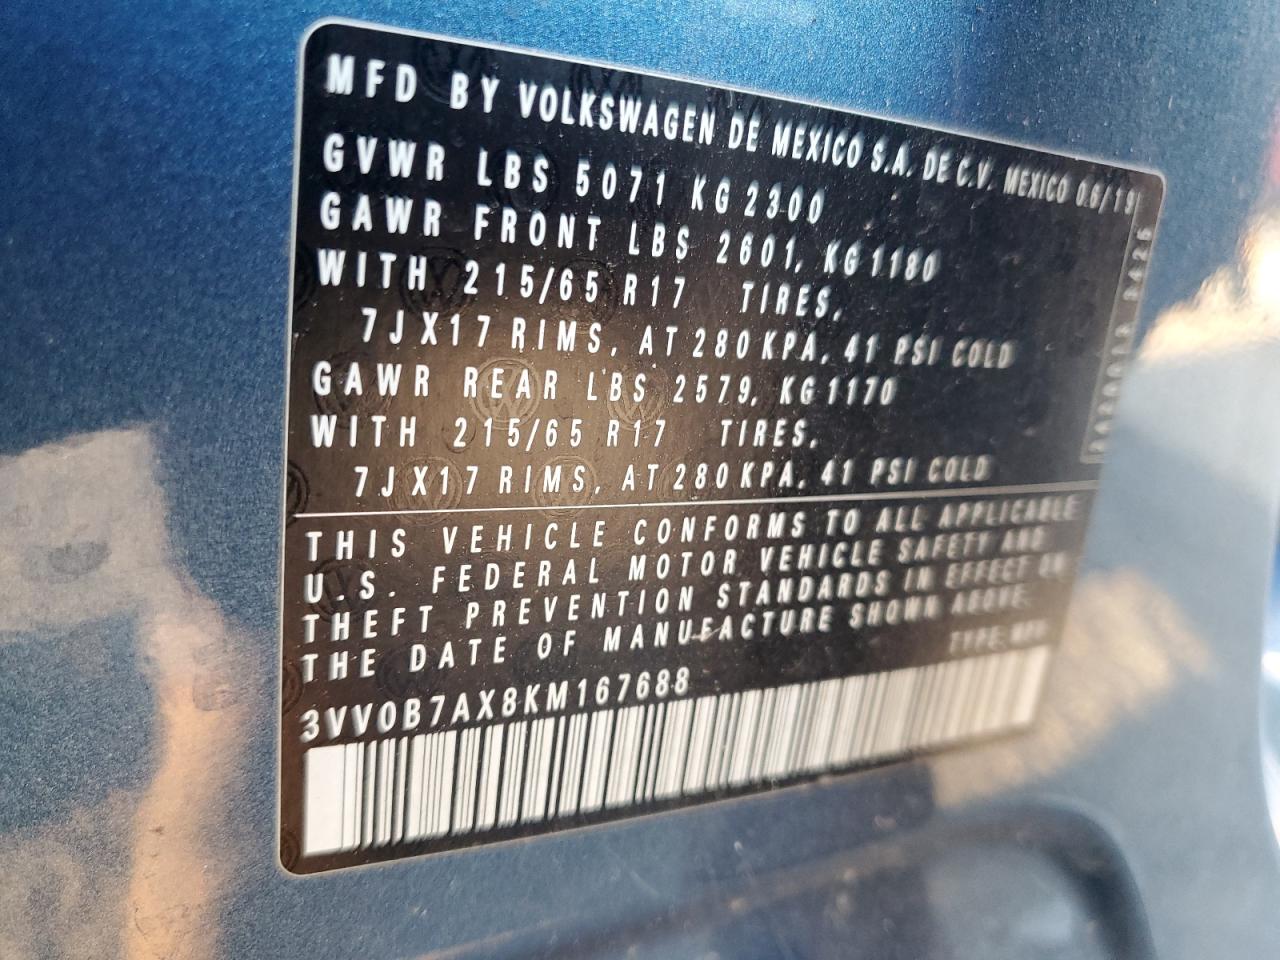 MFD BY VOLKSWAGEN DE MEXICO S.A. DE C.V. MEXICO 06/19
GVWR LBS 5071 KG 2300
GAWR FRONT LBS 2601, KG 1180
WITH 215/65 R17 TIRES,
7JX17 RIMS, AT 280 KPA, 41 PSI COLD
GAWR REAR LBS 2579, KG 1170
WITH 215/65 R17 TIRES,
7JX17 RIMS, AT 280 KPA, 41 PSI COLD
THIS VEHICLE CONFORMS TO ALL APPLICABLE
U.S. FEDERAL MOTOR VEHICLE SAFETY AND
THEFT PREVENTION STANDARDS IN EFFECT ON
THE DATE OF MANUFACTURE SHOWN ABOVE.
TYPE: MPV
3VV0B7AX8KM167688